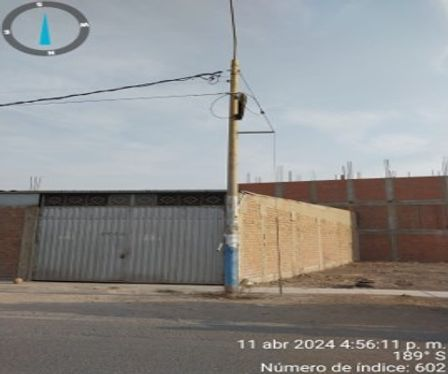 11 abr 2024 4:56:11 p. m.
189° S
Número de índice: 602